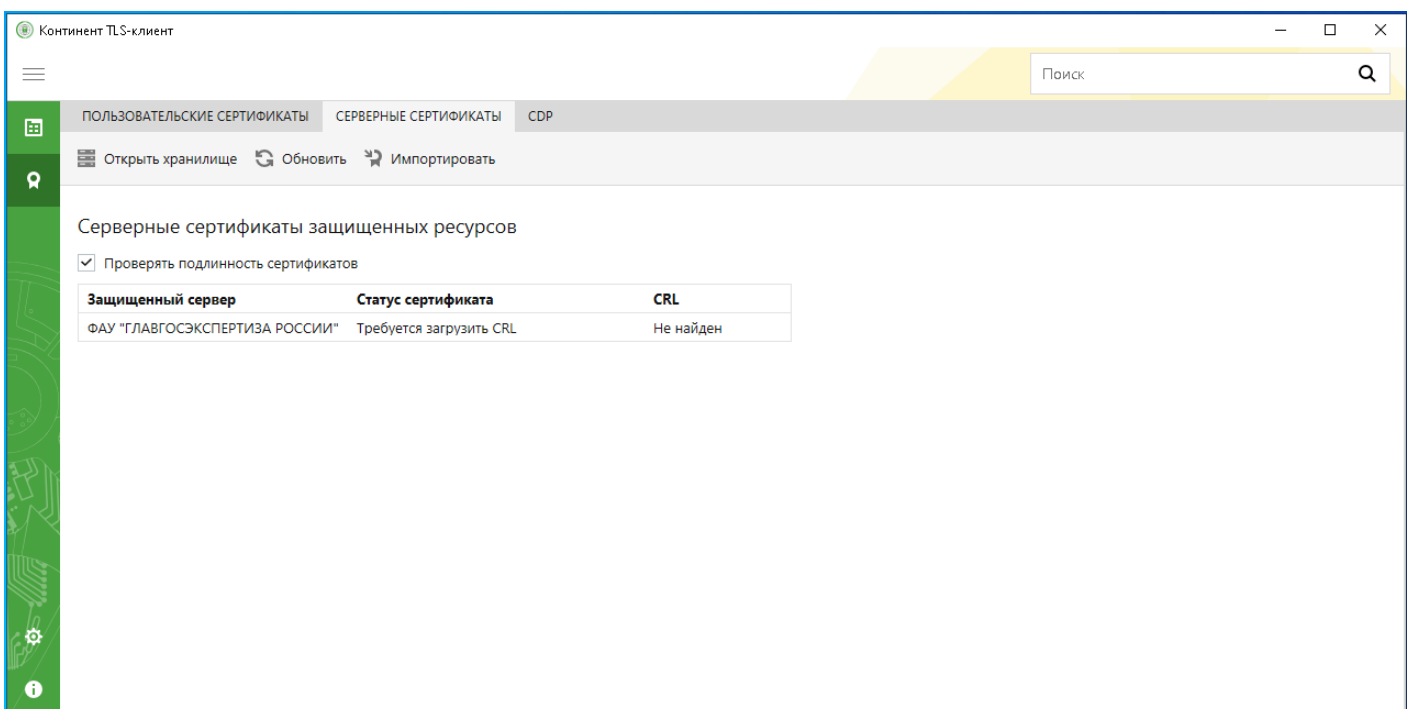 Континент TLS-клиент
Поиск
ПОЛЬЗОВАТЕЛЬСКИЕ СЕРТИФИКАТЫ СЕРВЕРНЫЕ СЕРТИФИКАТЫ CDP
Открыть хранилище Обновить Импортировать
Серверные сертификаты защищенных ресурсов
Проверять подлинность сертификатов
Защищенный сервер Статус сертификата CRL
ФАУ "ГЛАВГОСЭКСПЕРТИЗА РОССИИ" Требуется загрузить CRL Не найден